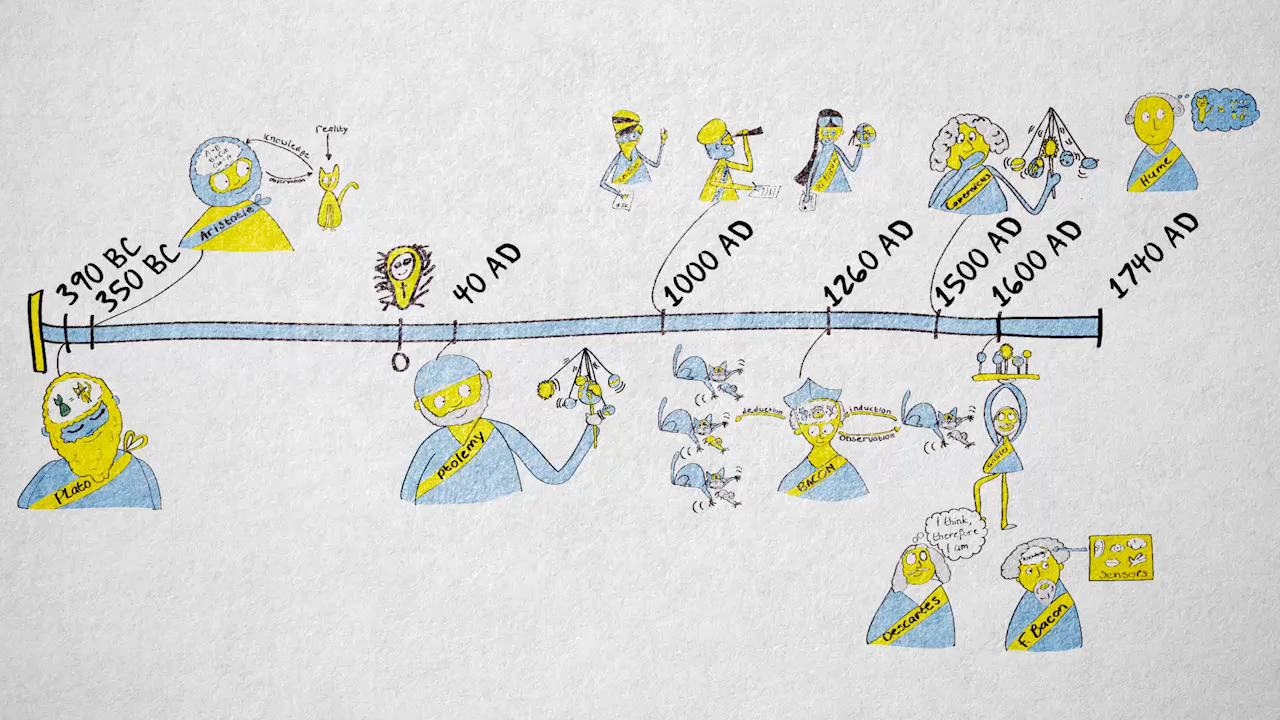 reality
knowledge
observation
Aristotle
390 BC
350 BC
40 AD
1000 AD
1260 AD
1500 AD
1600 AD
1740 AD
Copernicus
Hume
0
Plato
Ptolemy
deduction
induction
observation
BACON
I think,
therefore
I am
Descartes
F. Bacon
sensors